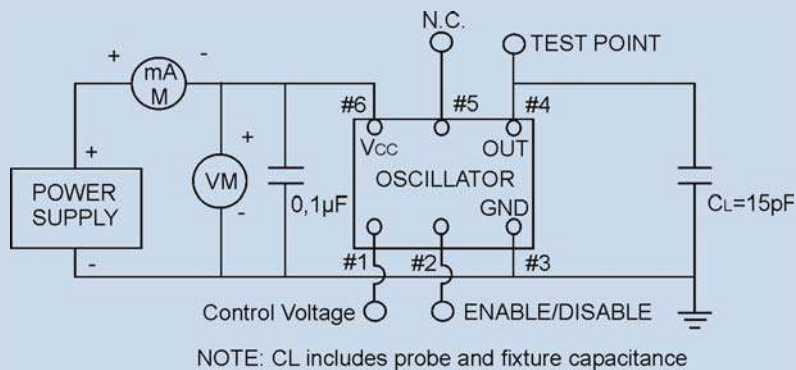 N.C.
TEST POINT
+
-
mA
M
#6
#5
#4
+
VCC
OUT
+
POWER
SUPPLY
VM
0,1µF
OSCILLATOR
CL=15pF
-
GND
-
#1
#2
#3
Control Voltage
ENABLE/DISABLE
NOTE: CL includes probe and fixture capacitance